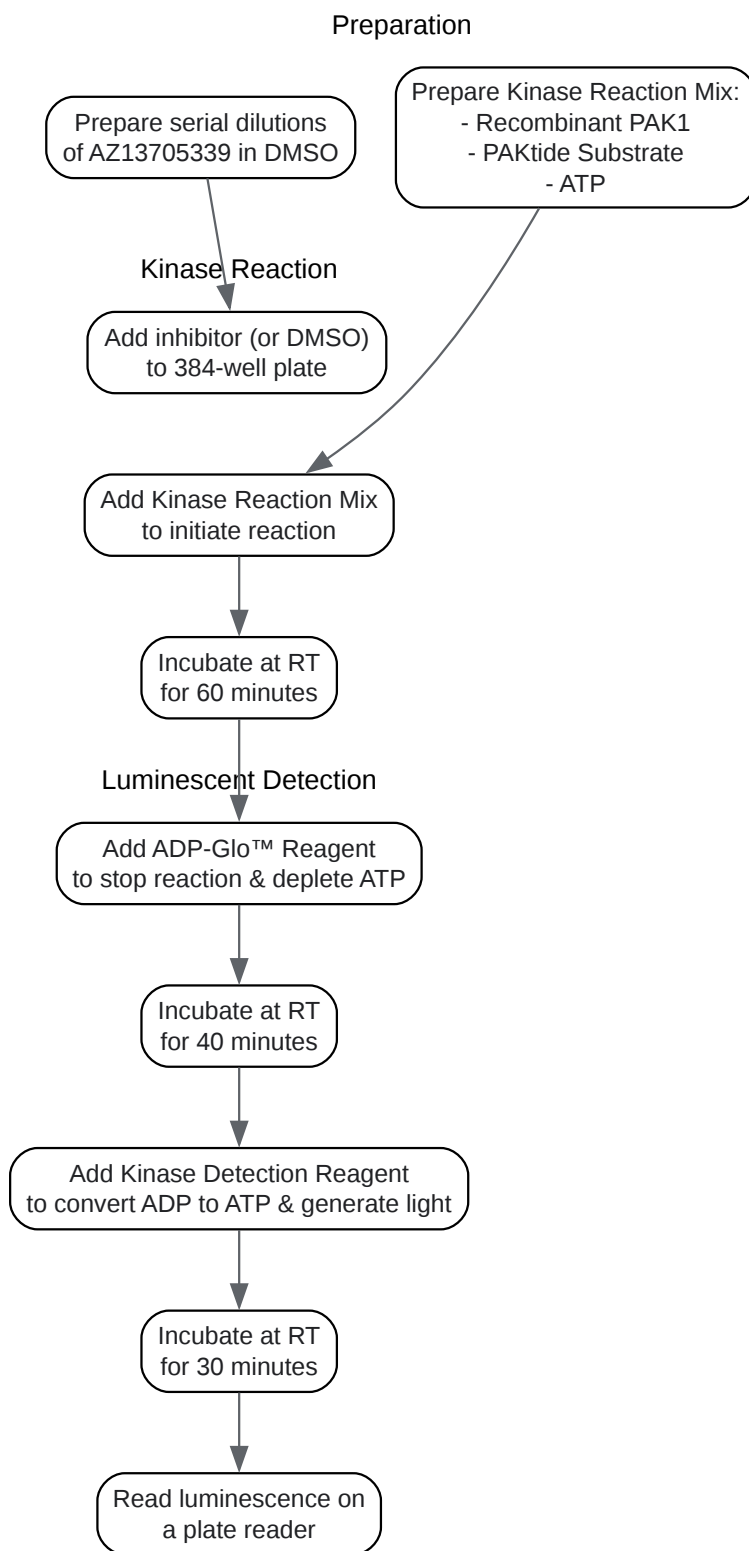 Preparation
Prepare serial dilutions
of AZ13705339 in DMSO
Prepare Kinase Reaction Mix:
- Recombinant PAK1
- PAKtide Substrate
- ATP
Kinase Reaction
Add inhibitor (or DMSO)
to 384-well plate
Add Kinase Reaction Mix
to initiate reaction
Incubate at RT
for 60 minutes
Luminescent Detection
Add ADP-Glo™ Reagent
to stop reaction & deplete ATP
Incubate at RT
for 40 minutes
Add Kinase Detection Reagent
to convert ADP to ATP & generate light
Incubate at RT
for 30 minutes
Read luminescence on
a plate reader